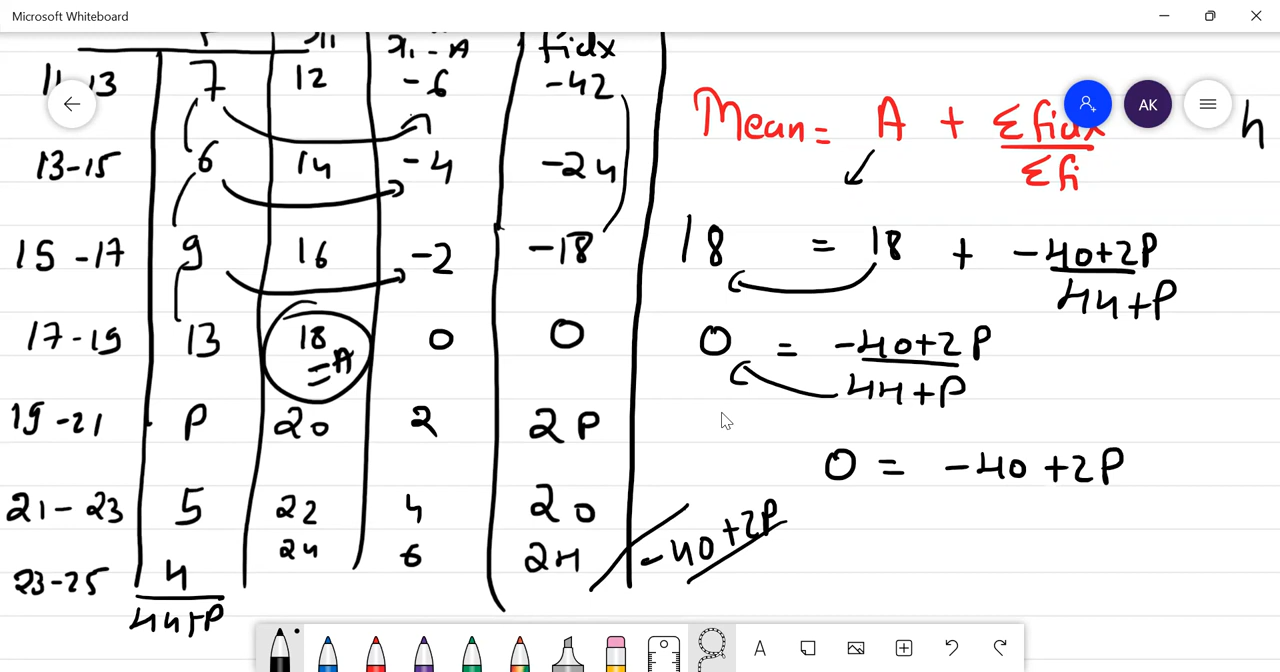 Microsoft Whiteboard
xi - A fidx
11-13 7 12 -6 -42
13-15 6 14 -4 -24
15-17 9 16 -2 -18
17-19 13 18 = A 0 0
19-21 P 20 2 2P
21-23 5 22 4 20
23-25 4 24 6 24
44+P
-40+2P
Mean = A + Σfidx / Σfi h
AK
18 = 18 + -40+2P / 44+P
0 = -40+2P / 44+P
0 = -40+2P
A